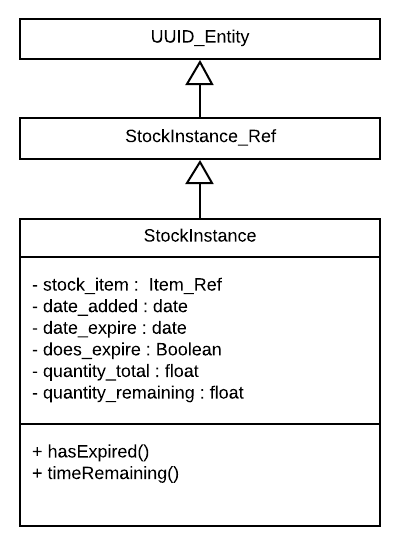 UUID_Entity
StockInstance_Ref
StockInstance
- stock_item :  Item_Ref
- date_added : date
- date_expire : date
- does_expire : Boolean
- quantity_total : float
- quantity_remaining : float
+ hasExpired()
+ timeRemaining()